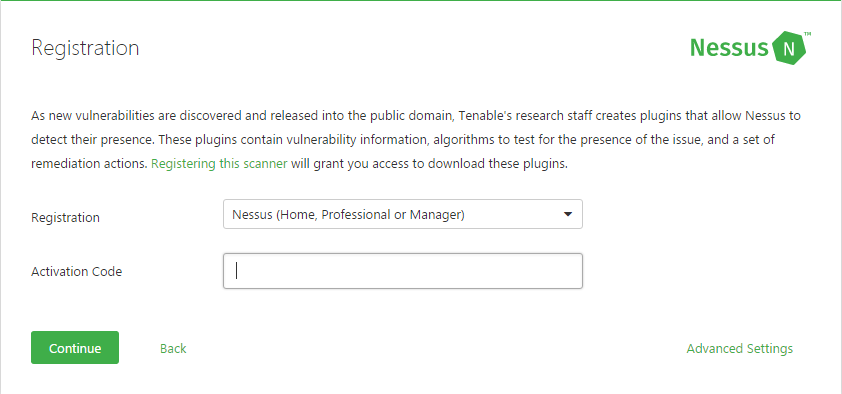 Registration
Nessus N ™
As new vulnerabilities are discovered and released into the public domain, Tenable's research staff creates plugins that allow Nessus to
detect their presence. These plugins contain vulnerability information, algorithms to test for the presence of the issue, and a set of
remediation actions. Registering this scanner will grant you access to download these plugins.
Registration
Nessus (Home, Professional or Manager)
Activation Code
Continue
Back
Advanced Settings